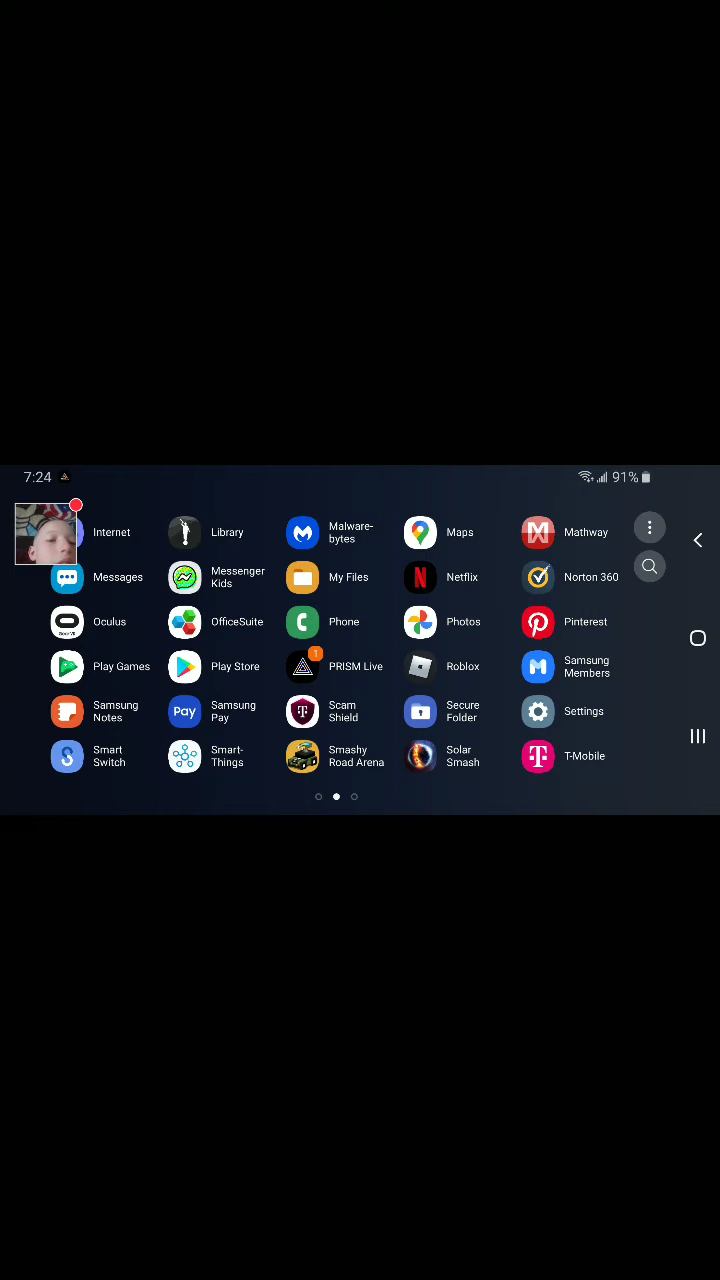 7:24 91%
Internet Library Malware-
bytes Maps Mathway
Messages Messenger
Kids My Files Netflix Norton 360
Oculus OfficeSuite Phone Photos Pinterest
1
Play Games Play Store PRISM Live Roblox Samsung
Members
Samsung
Notes Pay Samsung
Pay Scam
Shield Secure
Folder Settings
Smart
Switch Smart-
Things Smashy
Road Arena Solar
Smash T-Mobile